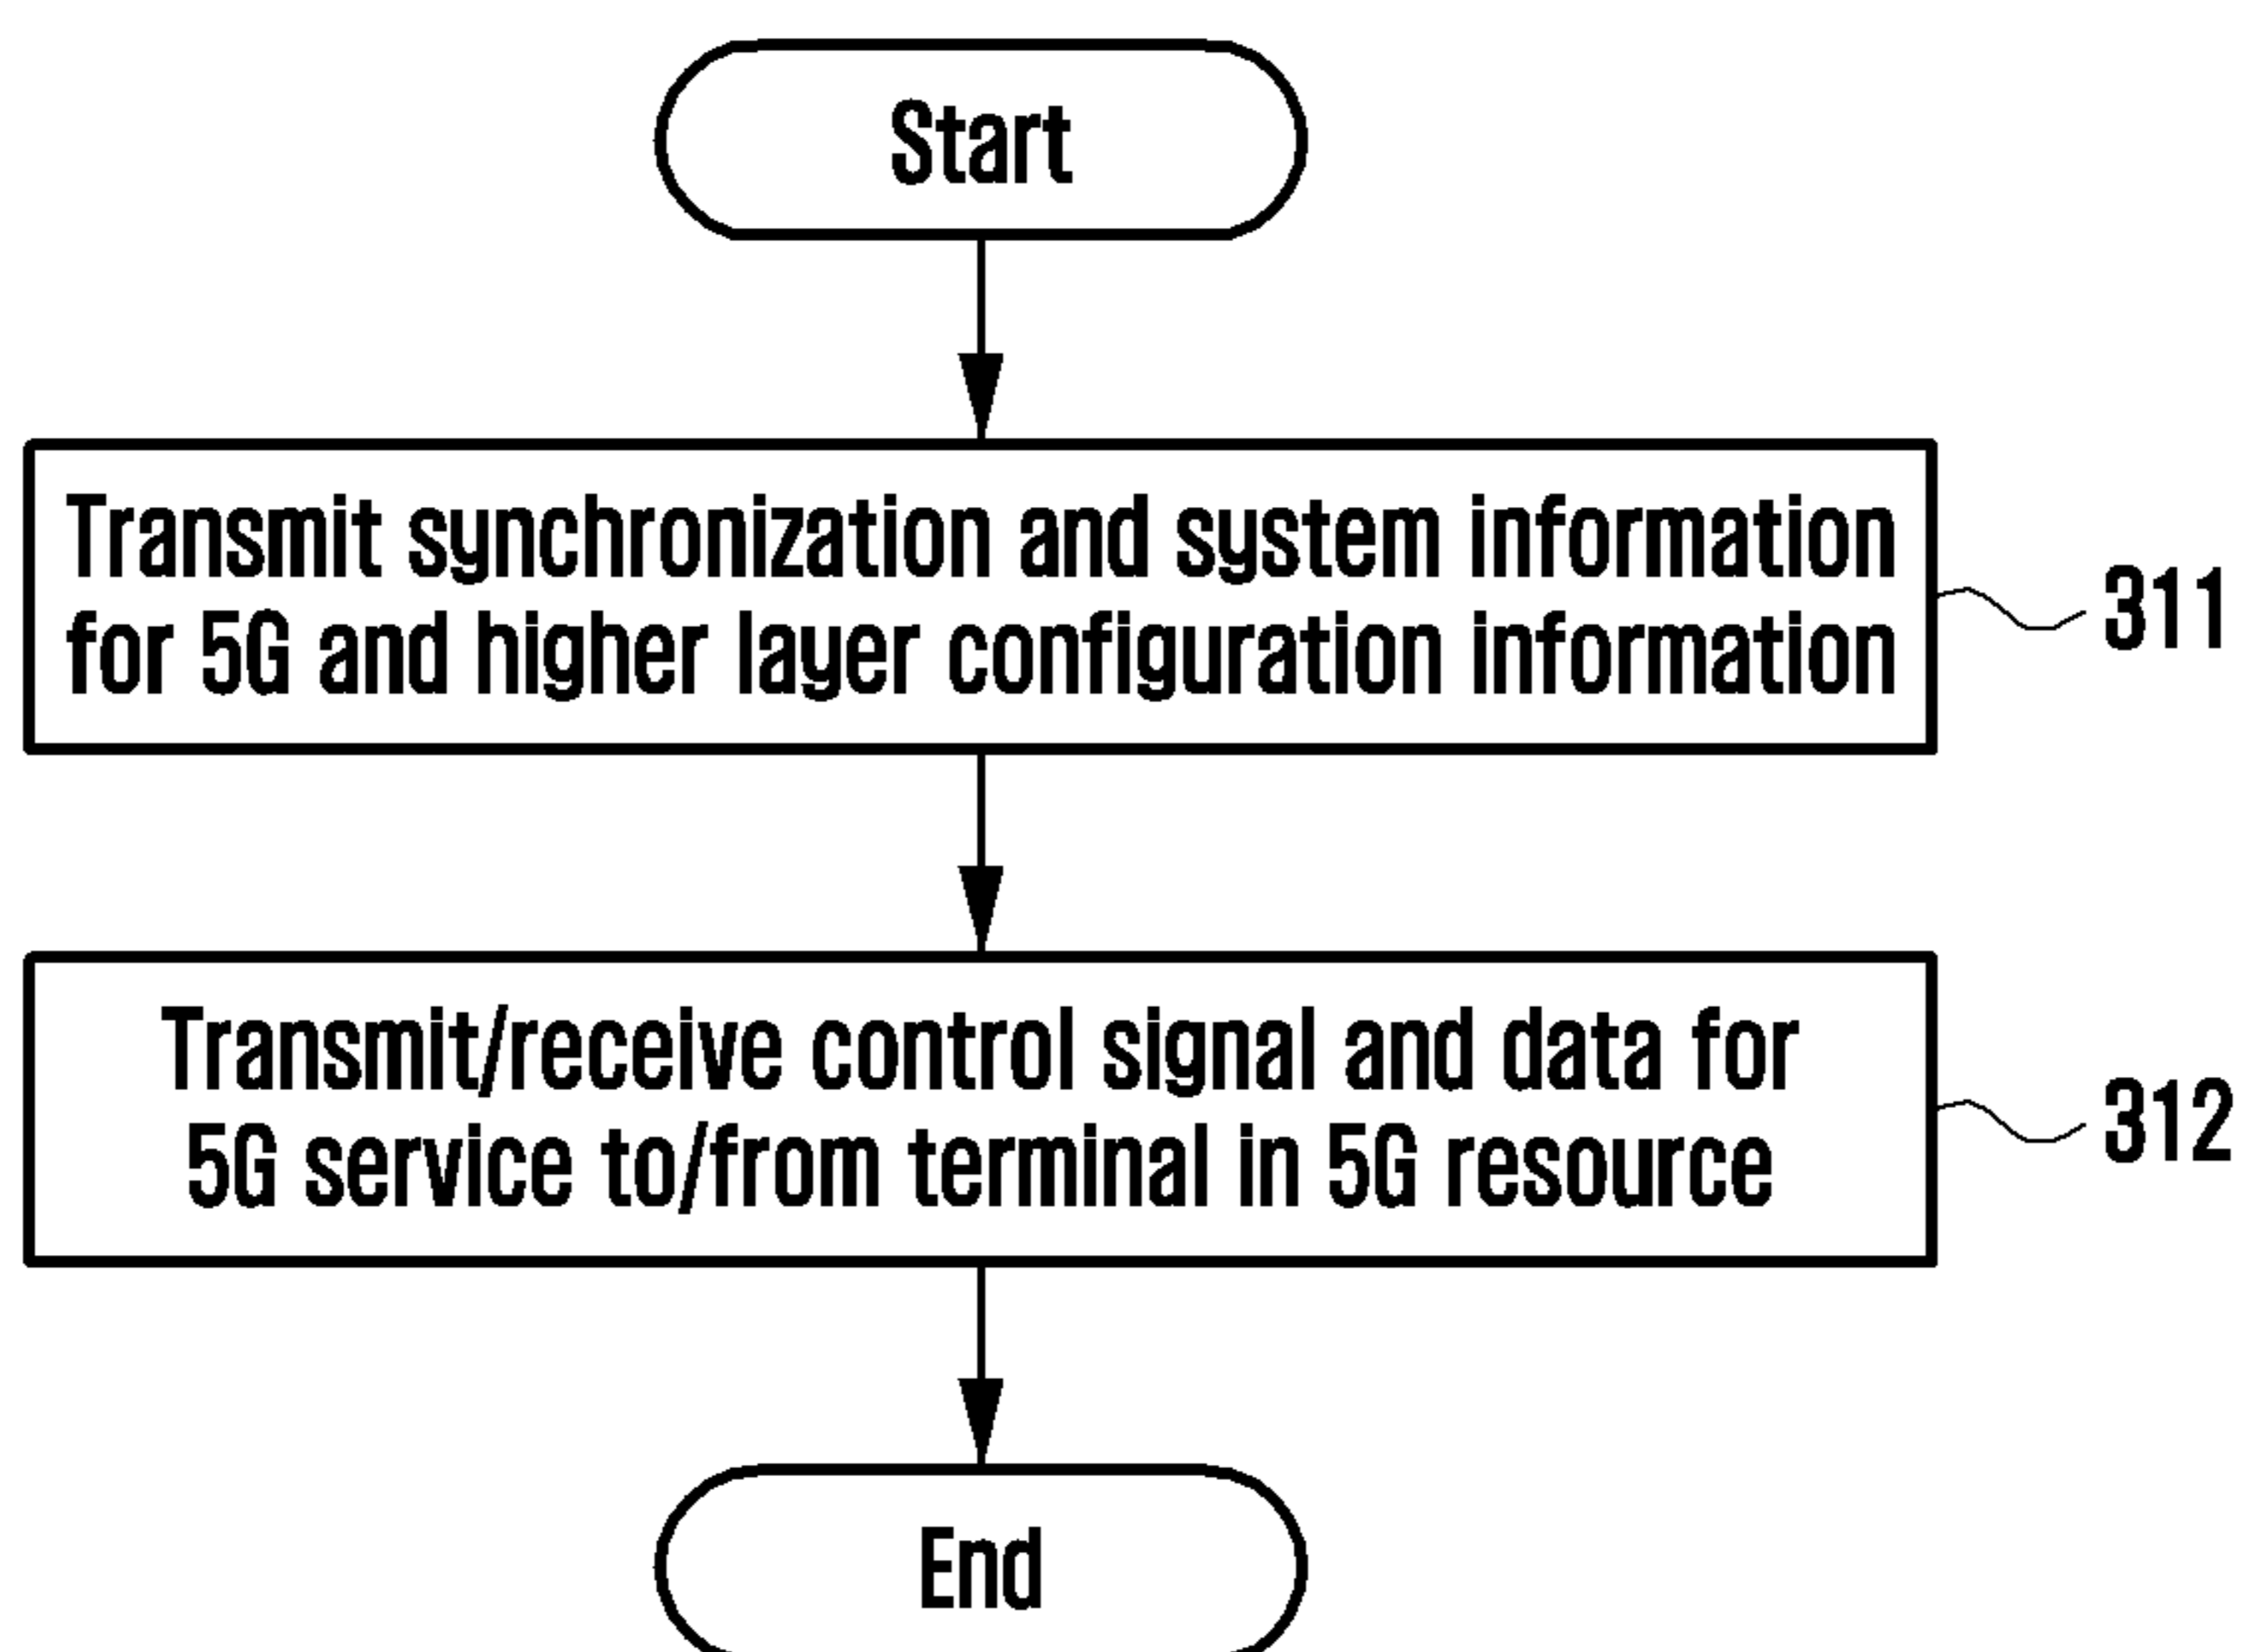 Start
Transmit synchronization and system information
for 5G and higher layer configuration information
311
Transmit/receive control signal and data for
5G service to/from terminal in 5G resource
312
End